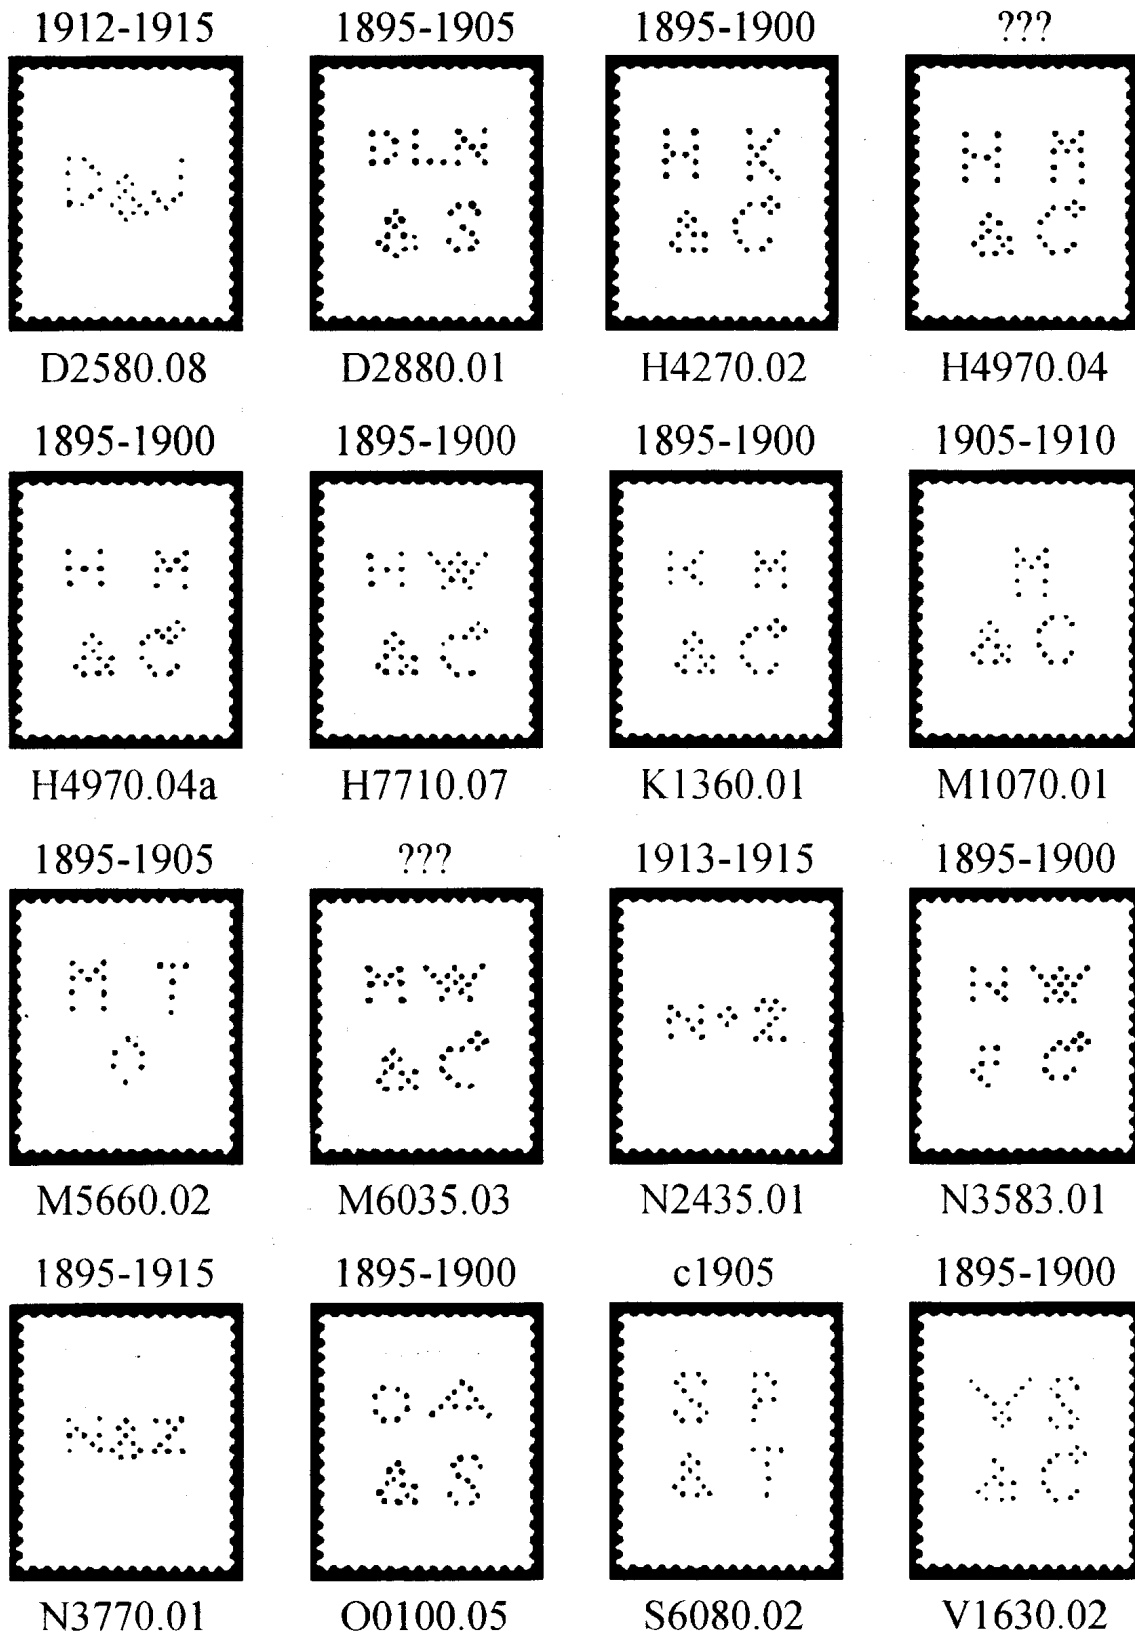 1912-1915 1895-1905 1895-1900 ???
D&J DLN H K H M
& S & C & C
D2580.08 D2880.01 H4270.02 H4970.04
1895-1900 1895-1900 1895-1900 1905-1910
H M H W K M M
& C & C & C & C
H4970.04a H7710.07 K1360.01 M1070.01
1895-1905 ??? 1913-1915 1895-1900
M T M W N+Z N W
O & C F C
M5660.02 M6035.03 N2435.01 N3583.01
1895-1915 1895-1900 c1905 1895-1900
N&Z O A S P V S
& S & T & C
N3770.01 O0100.05 S6080.02 V1630.02